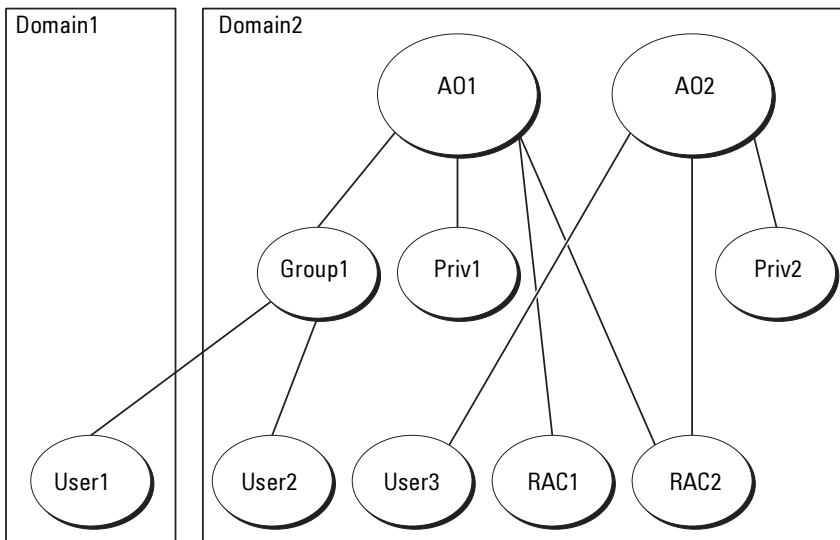 Domain1
Domain2
AO1
AO2
Group1
Priv1
Priv2
User1
User2
User3
RAC1
RAC2